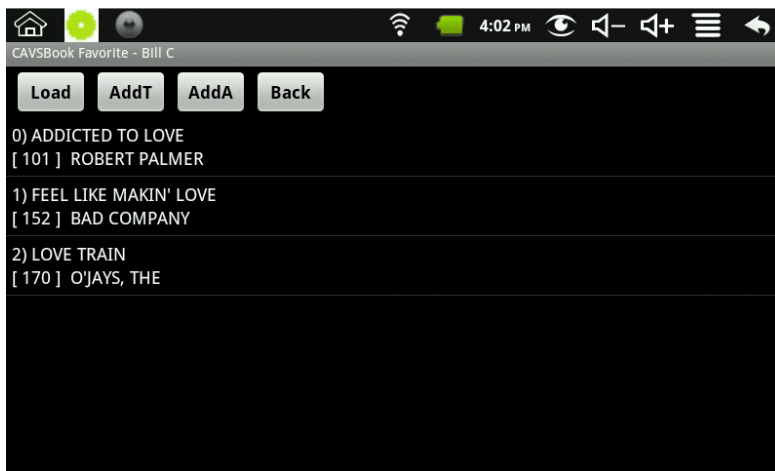 4:02 PM
CAVSBook Favorite - Bill C
Load AddT AddA Back
0) ADDICTED TO LOVE
[ 101 ] ROBERT PALMER
1) FEEL LIKE MAKIN' LOVE
[ 152 ] BAD COMPANY
2) LOVE TRAIN
[ 170 ] O'JAYS, THE